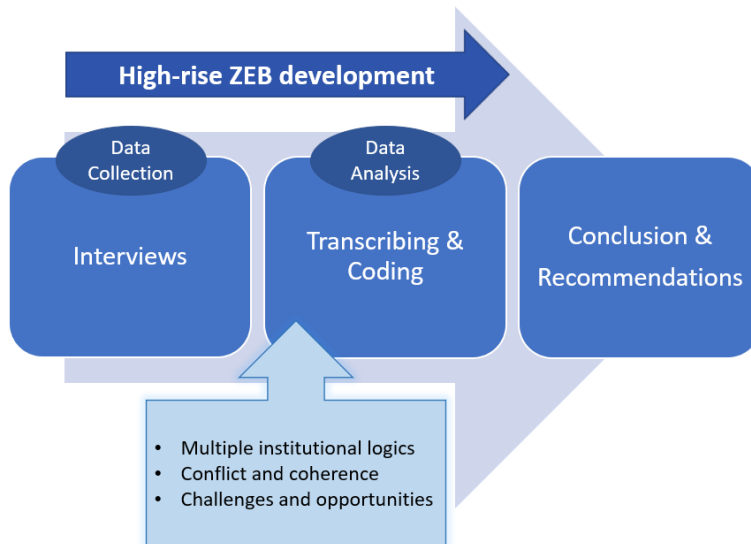 High-rise ZEB development
Data
Collection
Data
Analysis
Interviews
Transcribing &
Coding
Conclusion &
Recommendations
• Multiple institutional logics
• Conflict and coherence
• Challenges and opportunities